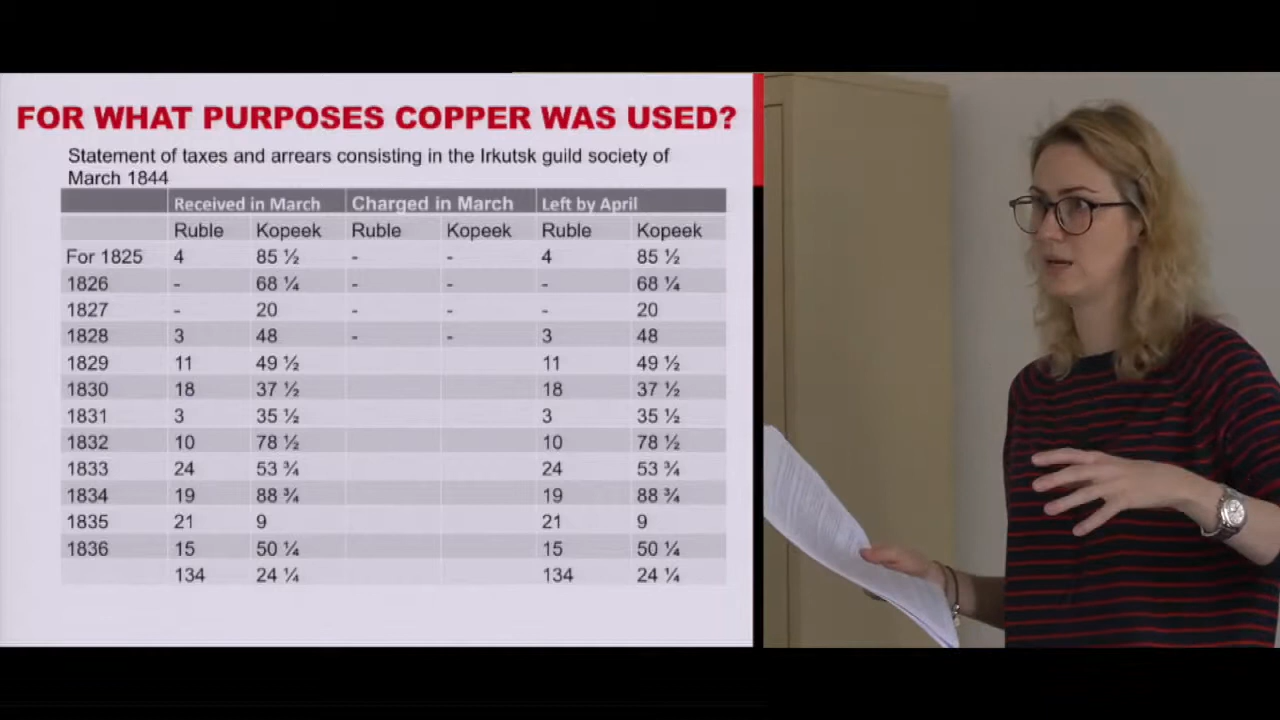 FOR WHAT PURPOSES COPPER WAS USED?
Statement of taxes and arrears consisting in the Irkutsk guild society of
March 1844
Received in March Charged in March Left by April
Ruble Kopeek Ruble Kopeek Ruble Kopeek
For 1825 4 85 ½ - - 4 85 ½
1826 - 68 ¼ - - - 68 ¼
1827 - 20 - - - 20
1828 3 48 - - 3 48
1829 11 49 ½ 11 49 ½
1830 18 37 ½ 18 37 ½
1831 3 35 ½ 3 35 ½
1832 10 78 ½ 10 78 ½
1833 24 53 ¾ 24 53 ¾
1834 19 88 ¾ 19 88 ¾
1835 21 9 21 9
1836 15 50 ¼ 15 50 ¼
134 24 ¼ 134 24 ¼